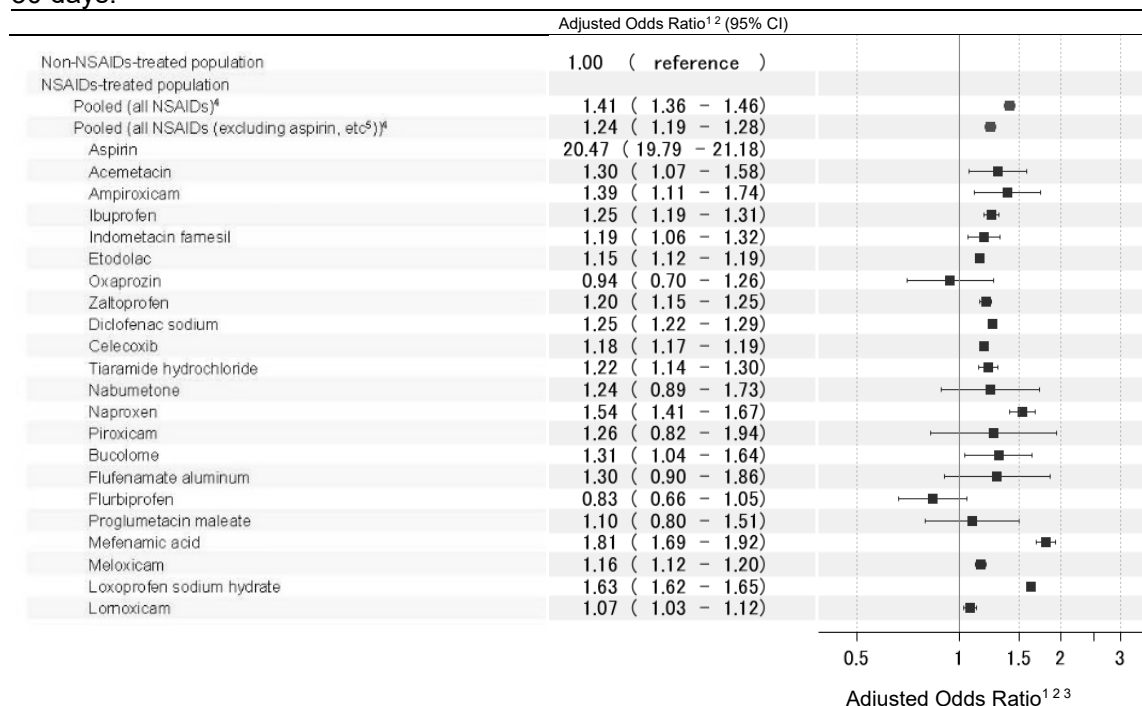 30 days.
Adjusted Odds Ratio¹ ² (95% CI)
Non-NSAIDs-treated population 1.00 ( reference )
NSAIDs-treated population
Pooled (all NSAIDs)⁴ 1.41 ( 1.36 - 1.46)
Pooled (all NSAIDs (excluding aspirin, etc⁵))⁴ 1.24 ( 1.19 - 1.28)
Aspirin 20.47 ( 19.79 - 21.18)
Acemetacin 1.30 ( 1.07 - 1.58)
Ampiroxicam 1.39 ( 1.11 - 1.74)
Ibuprofen 1.25 ( 1.19 - 1.31)
Indometacin farnesil 1.19 ( 1.06 - 1.32)
Etodolac 1.15 ( 1.12 - 1.19)
Oxaprozin 0.94 ( 0.70 - 1.26)
Zaltoprofen 1.20 ( 1.15 - 1.25)
Diclofenac sodium 1.25 ( 1.22 - 1.29)
Celecoxib 1.18 ( 1.17 - 1.19)
Tiaramide hydrochloride 1.22 ( 1.14 - 1.30)
Nabumetone 1.24 ( 0.89 - 1.73)
Naproxen 1.54 ( 1.41 - 1.67)
Piroxicam 1.26 ( 0.82 - 1.94)
Bucolome 1.31 ( 1.04 - 1.64)
Flufenamate aluminum 1.30 ( 0.90 - 1.86)
Flurbiprofen 0.83 ( 0.66 - 1.05)
Proglumetacin maleate 1.10 ( 0.80 - 1.51)
Mefenamic acid 1.81 ( 1.69 - 1.92)
Meloxicam 1.16 ( 1.12 - 1.20)
Loxoprofen sodium hydrate 1.63 ( 1.62 - 1.65)
Lornoxicam 1.07 ( 1.03 - 1.12)
0.5 1 1.5 2 3
Adjusted Odds Ratio¹ ² ³